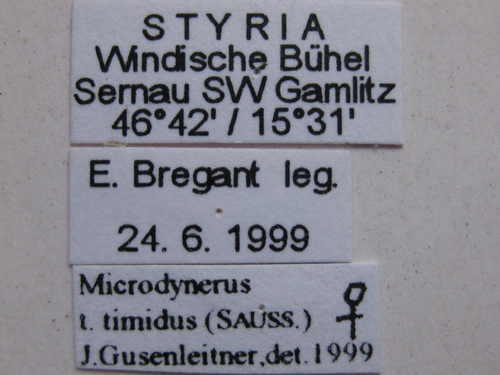 STYRIA
Windische Bühel
Sernau SW Gamlitz
46°42' / 15°31'
E. Bregant leg.
24. 6. 1999
Microdynerus
t. timidus (SAUSS.) ♀
J.Gusenleitner,det.1999